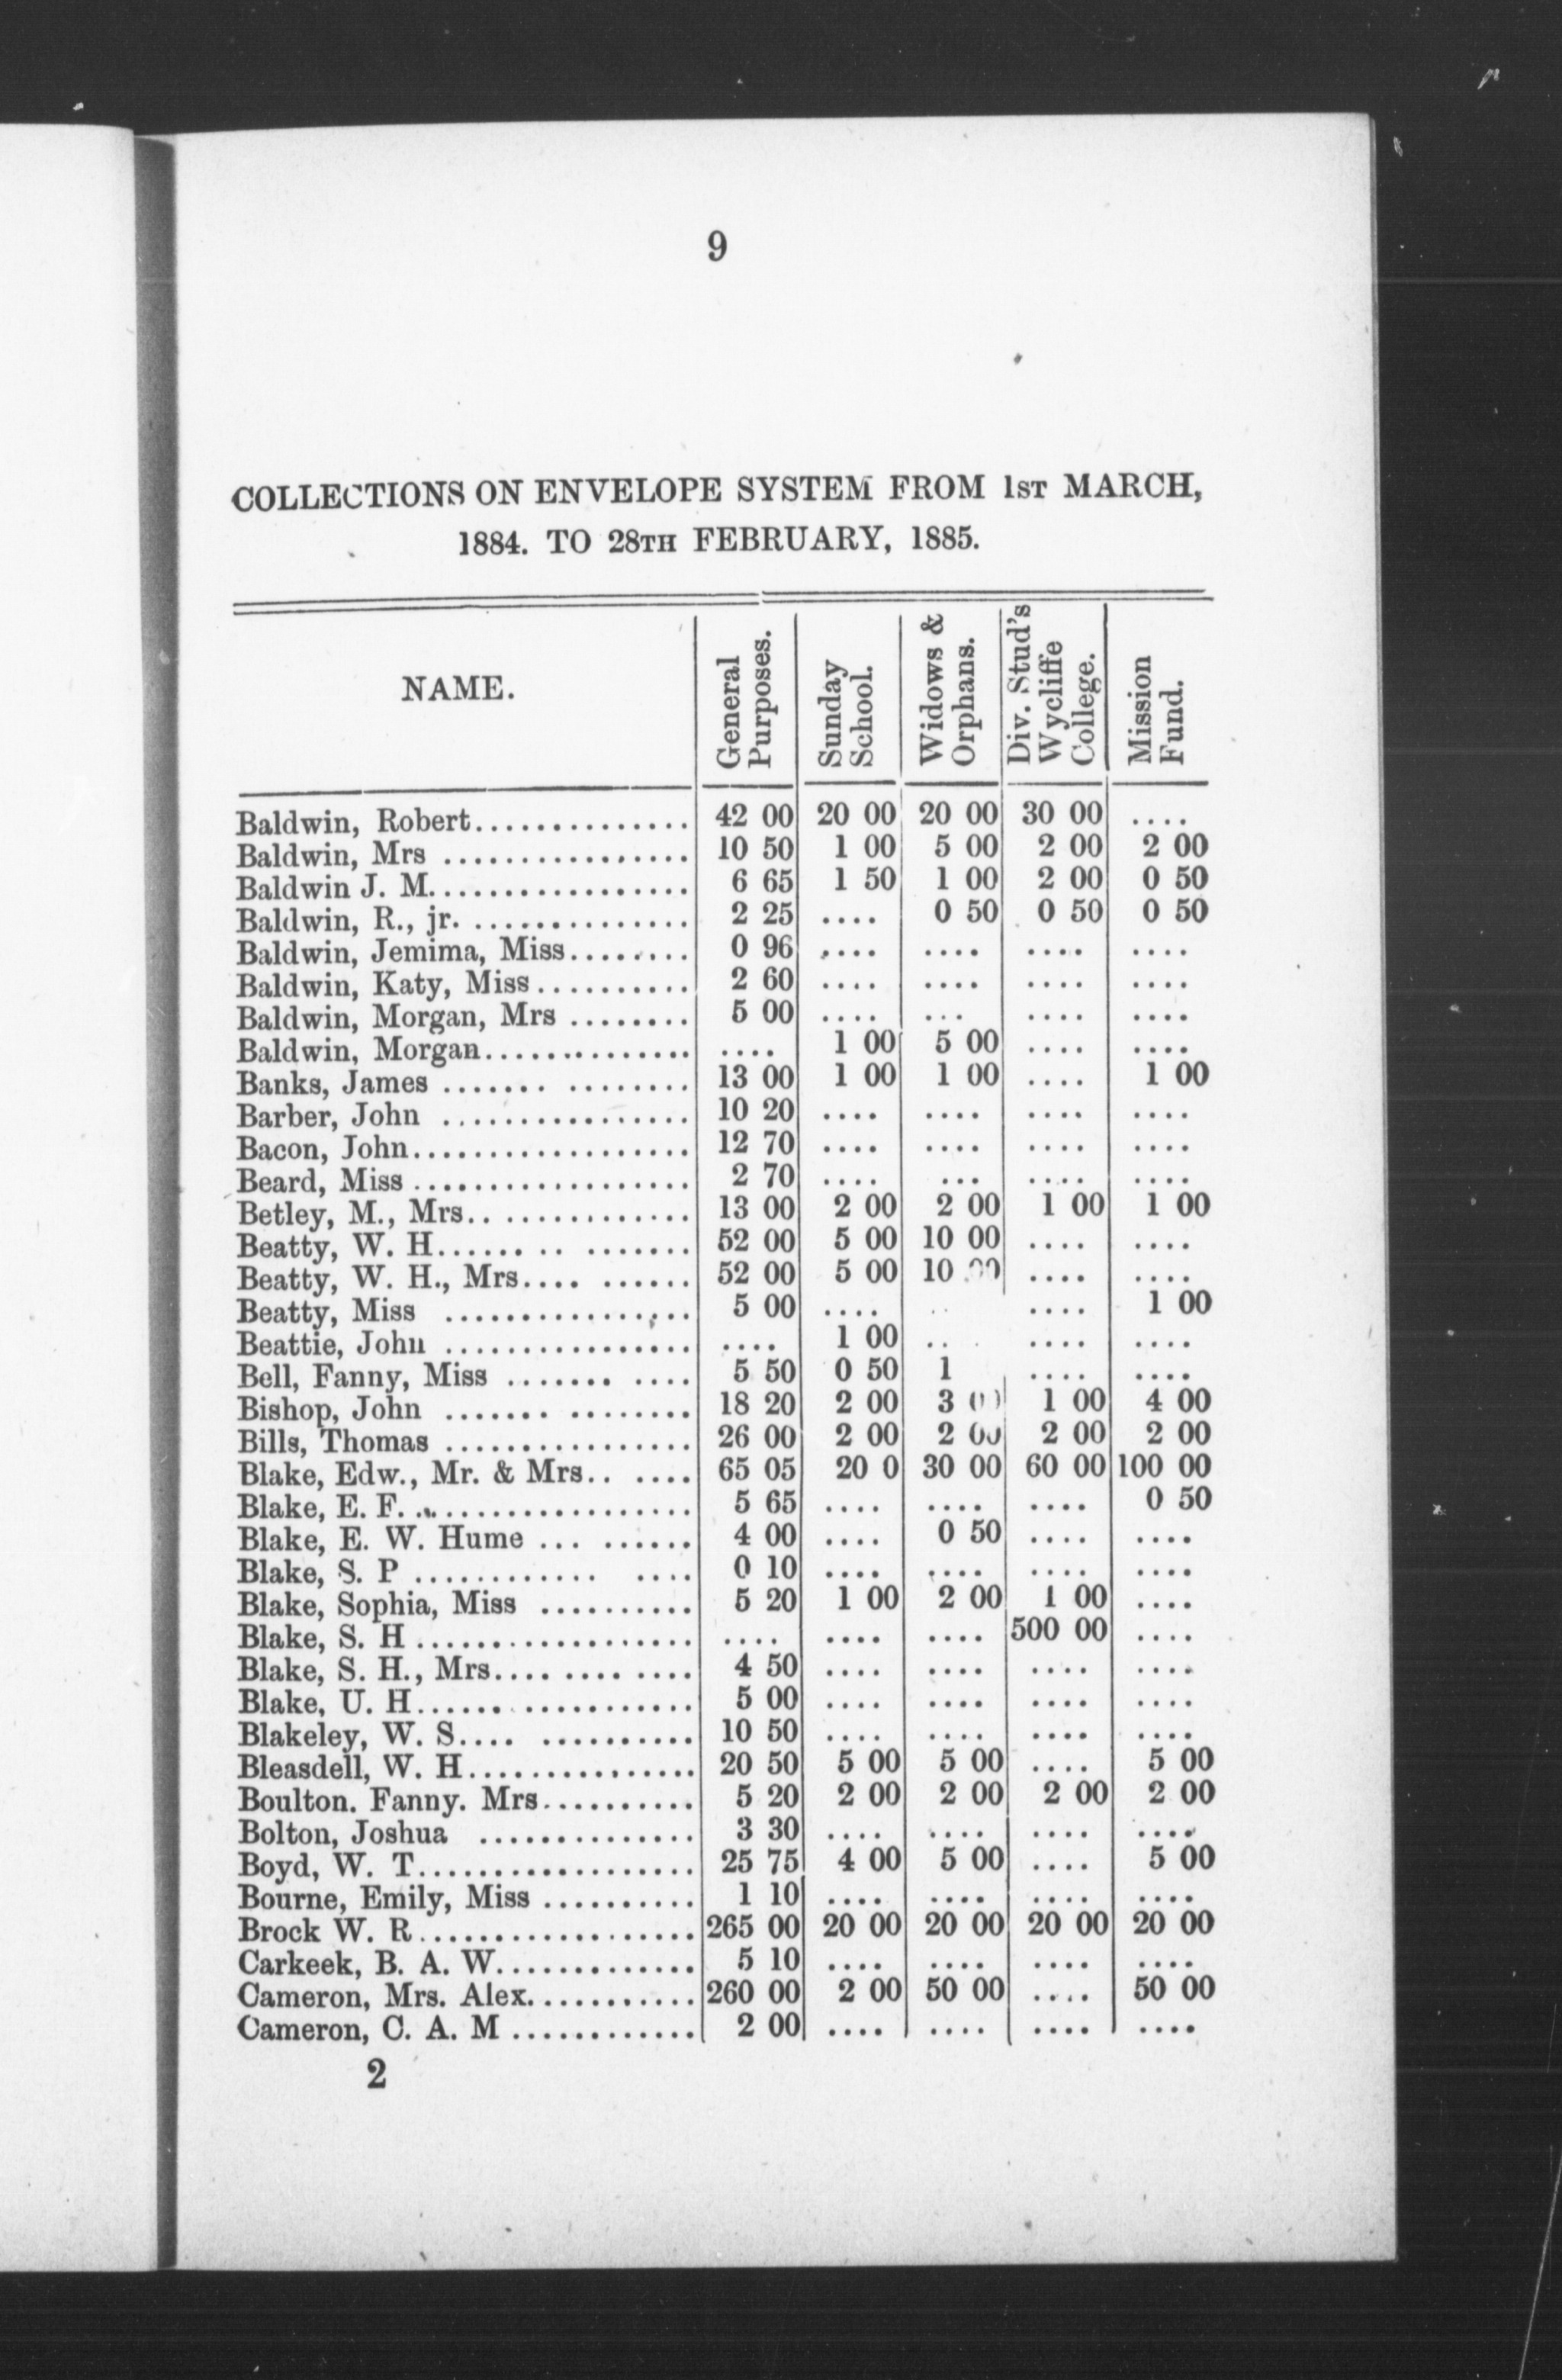 9
COLLECTIONS ON ENVELOPE SYSTEM FROM 1ST MARCH,
1884. TO 28TH FEBRUARY, 1885.
NAME. General Purposes. Sunday School. Widows & Orphans. Div. Stud's Wycliffe College. Mission Fund.
Baldwin, Robert.............. 42 00 20 00 20 00 30 00 ....
Baldwin, Mrs ................ 10 50 1 00 5 00 2 00 2 00
Baldwin J. M................. 6 65 1 50 1 00 2 00 0 50
Baldwin, R., jr. .............. 2 25 .... 0 50 0 50 0 50
Baldwin, Jemima, Miss........ 0 96 .... .... .... ....
Baldwin, Katy, Miss.......... 2 60 .... .... .... ....
Baldwin, Morgan, Mrs ........ 5 00 .... ... .... ....
Baldwin, Morgan.............. .... 1 00 5 00 .... ....
Banks, James ....... ........ 13 00 1 00 1 00 .... 1 00
Barber, John ................ 10 20 .... .... .... ....
Bacon, John.................. 12 70 .... .... .... ....
Beard, Miss .................. 2 70 .... ... .... ....
Betley, M., Mrs.. ............ 13 00 2 00 2 00 1 00 1 00
Beatty, W. H...... .. ....... 52 00 5 00 10 00 .... ....
Beatty, W. H., Mrs.... ...... 52 00 5 00 10 00 .... ....
Beatty, Miss ................ 5 00 .... .. .... 1 00
Beattie, John ................ .... 1 00 .. .... ....
Bell, Fanny, Miss ....... .... 5 50 0 50 1 .... ....
Bishop, John ....... ........ 18 20 2 00 3 00 1 00 4 00
Bills, Thomas ................ 26 00 2 00 2 00 2 00 2 00
Blake, Edw., Mr. & Mrs.. .... 65 05 20 0 30 00 60 00 100 00
Blake, E. F. .................. 5 65 .... .... .... 0 50
Blake, E. W. Hume ... ...... 4 00 .... 0 50 .... ....
Blake, S. P ............ .... 0 10 .... .... .... ....
Blake, Sophia, Miss .......... 5 20 1 00 2 00 1 00 ....
Blake, S. H .................. .... .... .... 500 00 ....
Blake, S. H., Mrs.... .... .... 4 50 .... .... .... ....
Blake, U. H...... ........... 5 00 .... .... .... ....
Blakeley, W. S.... .......... 10 50 .... .... .... ....
Bleasdell, W. H............... 20 50 5 00 5 00 .... 5 00
Boulton. Fanny. Mrs.......... 5 20 2 00 2 00 2 00 2 00
Bolton, Joshua .............. 3 30 .... .... .... ....
Boyd, W. T.................. 25 75 4 00 5 00 .... 5 00
Bourne, Emily, Miss .......... 1 10 .... .... .... ....
Brock W. R.................. 265 00 20 00 20 00 20 00 20 00
Carkeek, B. A. W............. 5 10 .... .... .... ....
Cameron, Mrs. Alex........... 260 00 2 00 50 00 .... 50 00
Cameron, C. A. M ............ 2 00 .... .... .... ....
2